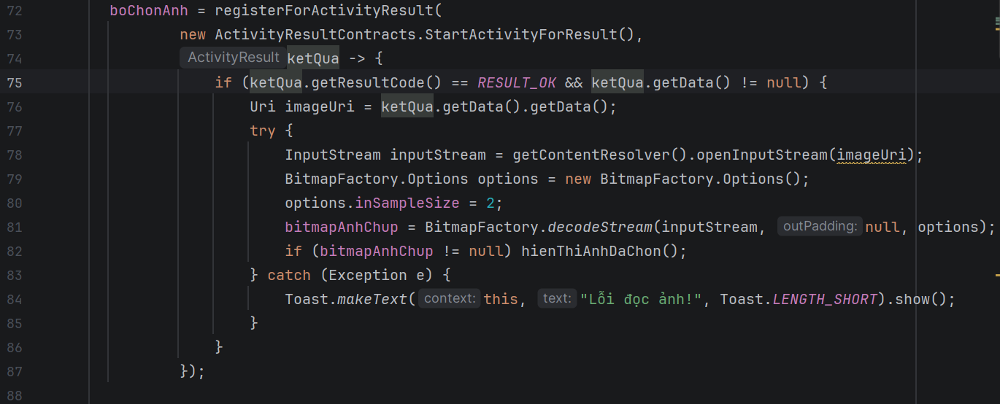 72 boChonAnh = registerForActivityResult(
73 new ActivityResultContracts.StartActivityForResult(),
74 ActivityResult ketQua -> {
75 if (ketQua.getResultCode() == RESULT_OK && ketQua.getData() != null) {
76 Uri imageUri = ketQua.getData().getData();
77 try {
78 InputStream inputStream = getContentResolver().openInputStream(imageUri);
79 BitmapFactory.Options options = new BitmapFactory.Options();
80 options.inSampleSize = 2;
81 bitmapAnhChup = BitmapFactory.decodeStream(inputStream, outPadding: null, options);
82 if (bitmapAnhChup != null) hienThiAnhDaChon();
83 } catch (Exception e) {
84 Toast.makeText(context: this, text: "Lỗi đọc ảnh!", Toast.LENGTH_SHORT).show();
85 }
86 }
87 });
88